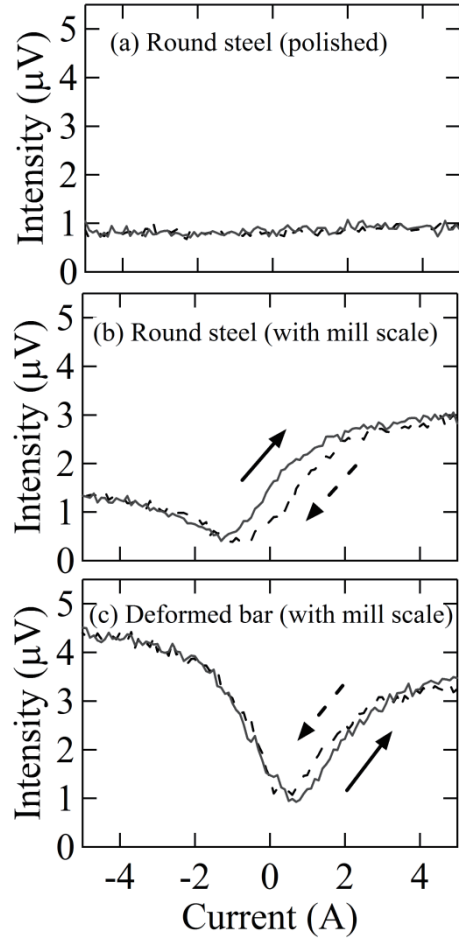 (a) Round steel (polished)
Intensity (μV)
5
4
3
2
1
0
(b) Round steel (with mill scale)
Intensity (μV)
5
4
3
2
1
0
(c) Deformed bar (with mill scale)
Intensity (μV)
5
4
3
2
1
0
-4 -2 0 2 4
Current (A)